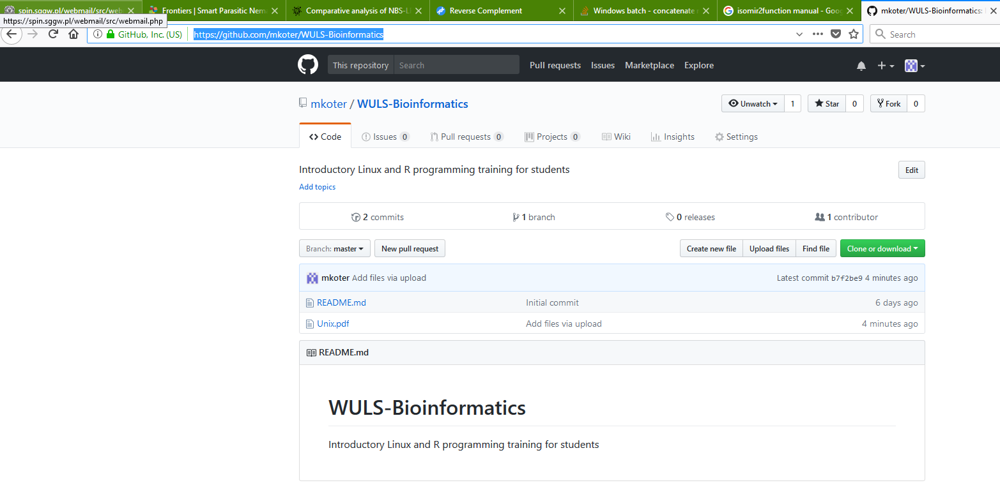 spin.sggw.pl/webmail/src/web
Frontiers | Smart Parasitic Nem
Comparative analysis of NBS-L
Reverse Complement
Windows batch - concatenate
isomir2function manual - Goo
mkoter/WULS-Bioinformatics:
https://spin.sggw.pl/webmail/src/webmail.php
GitHub, Inc. (US)
https://github.com/mkoter/WULS-Bioinformatics
Search
This repository
Search
Pull requests
Issues
Marketplace
Explore
mkoter / WULS-Bioinformatics
Unwatch
1
Star
0
Fork
0
Code
Issues 0
Pull requests 0
Projects 0
Wiki
Insights
Settings
Introductory Linux and R programming training for students
Edit
Add topics
2 commits
1 branch
0 releases
1 contributor
Branch: master
New pull request
Create new file
Upload files
Find file
Clone or download
mkoter Add files via upload
Latest commit b7f2be9 4 minutes ago
README.md
Initial commit
6 days ago
Unix.pdf
Add files via upload
4 minutes ago
README.md
WULS-Bioinformatics
Introductory Linux and R programming training for students